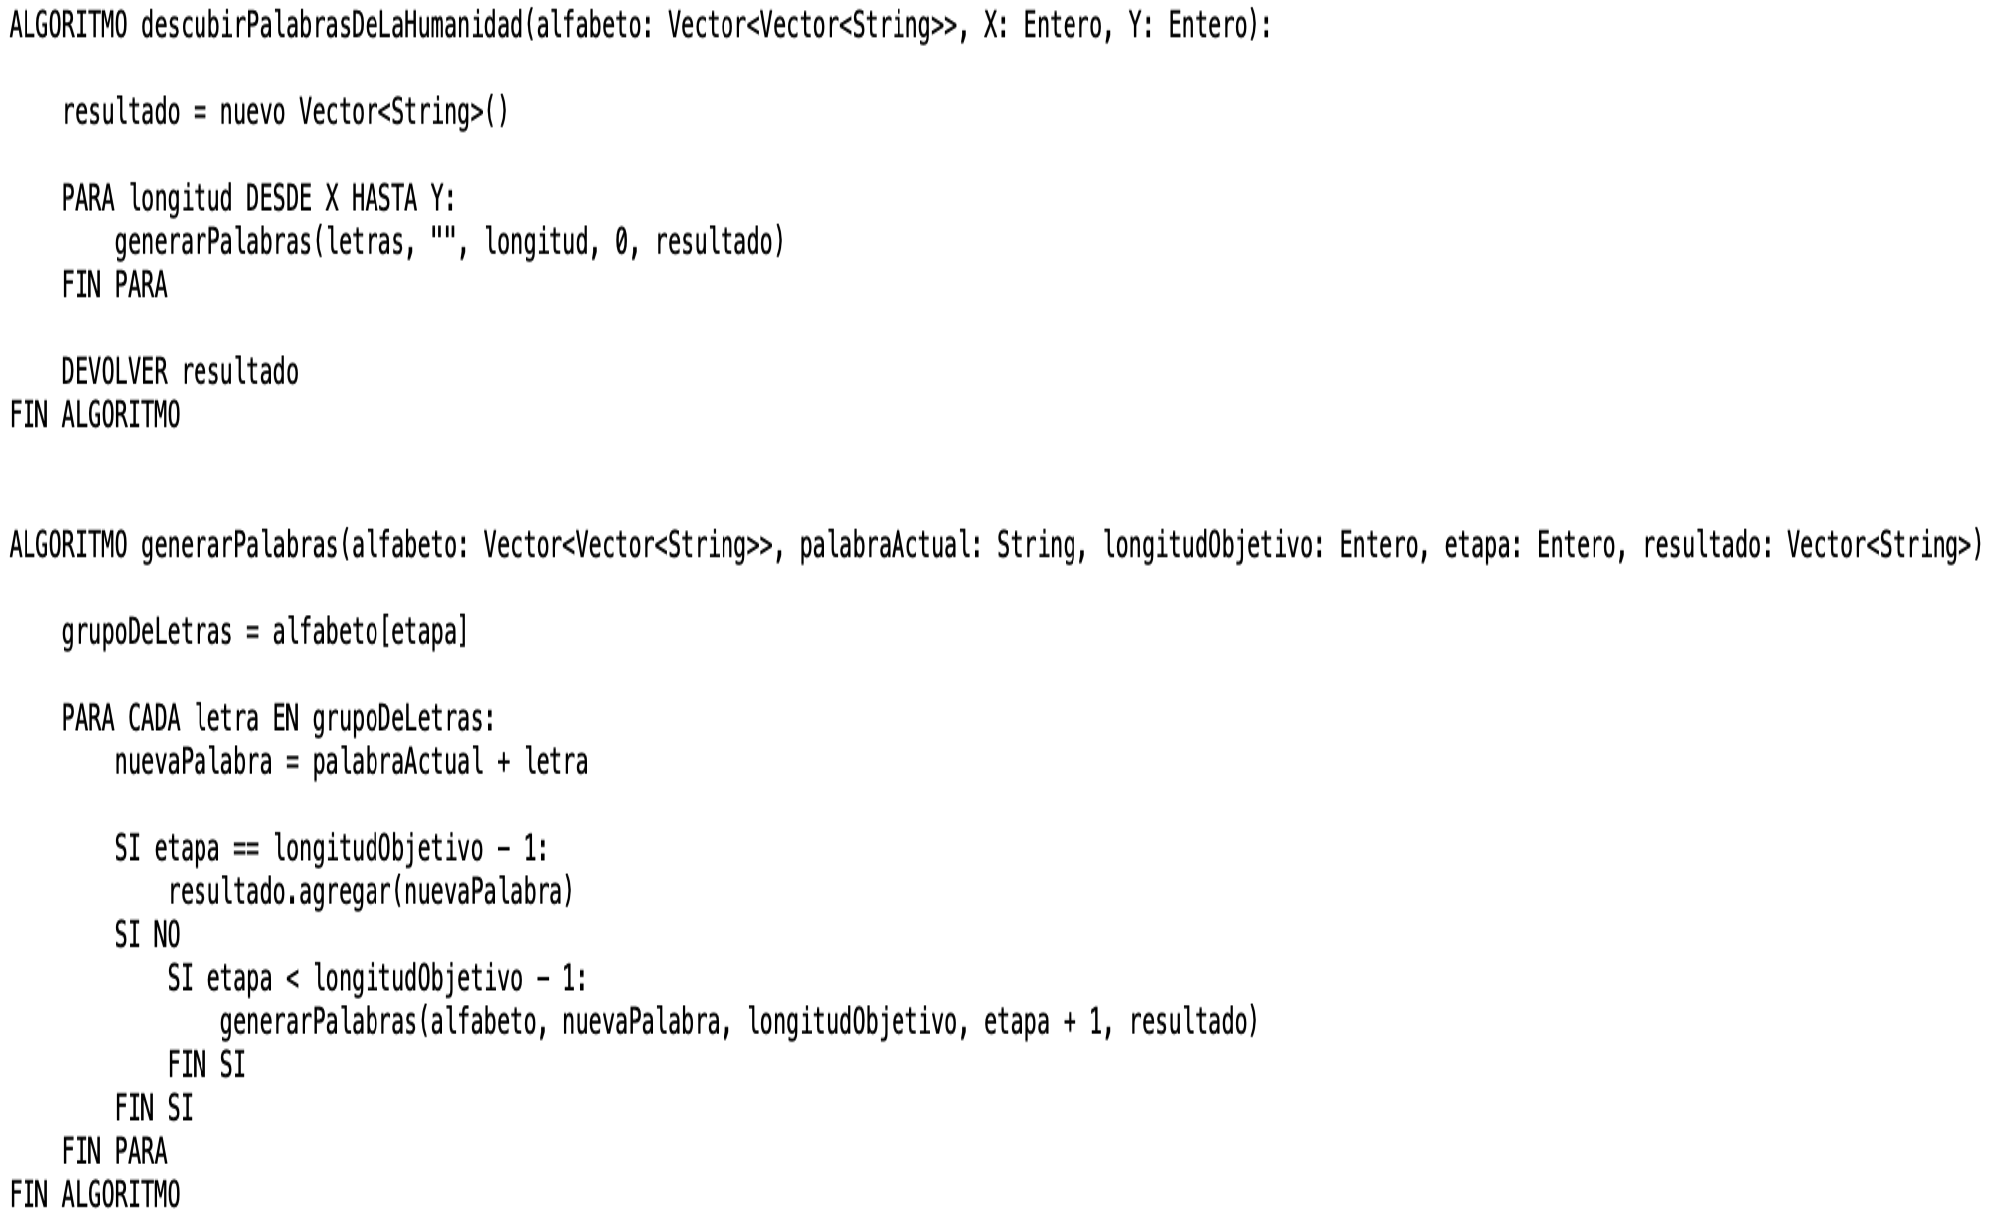 ALGORITMO descubirPalabrasDeLaHumanidad(alfabeto: Vector<Vector<String>>, X: Entero, Y: Entero):
resultado = nuevo Vector<String>()
PARA longitud DESDE X HASTA Y:
generarPalabras(letras, "", longitud, 0, resultado)
FIN PARA
DEVOLVER resultado
FIN ALGORITMO
ALGORITMO generarPalabras(alfabeto: Vector<Vector<String>>, palabraActual: String, longitudObjetivo: Entero, etapa: Entero, resultado: Vector<String>)
grupoDeLetras = alfabeto[etapa]
PARA CADA letra EN grupoDeLetras:
nuevaPalabra = palabraActual + letra
SI etapa == longitudObjetivo - 1:
resultado.agregar(nuevaPalabra)
SI NO
SI etapa < longitudObjetivo - 1:
generarPalabras(alfabeto, nuevaPalabra, longitudObjetivo, etapa + 1, resultado)
FIN SI
FIN SI
FIN PARA
FIN ALGORITMO